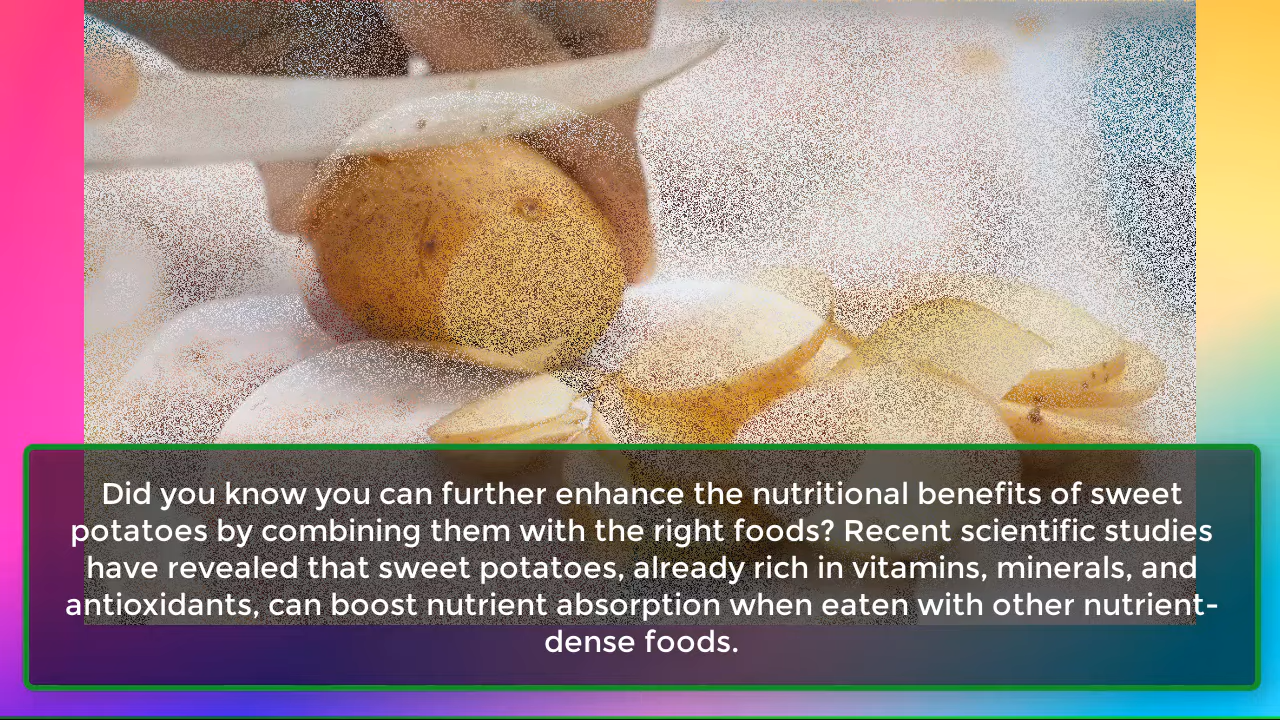 Did you know you can further enhance the nutritional benefits of sweet
potatoes by combining them with the right foods? Recent scientific studies
have revealed that sweet potatoes, already rich in vitamins, minerals, and
antioxidants, can boost nutrient absorption when eaten with other nutrient-
dense foods.